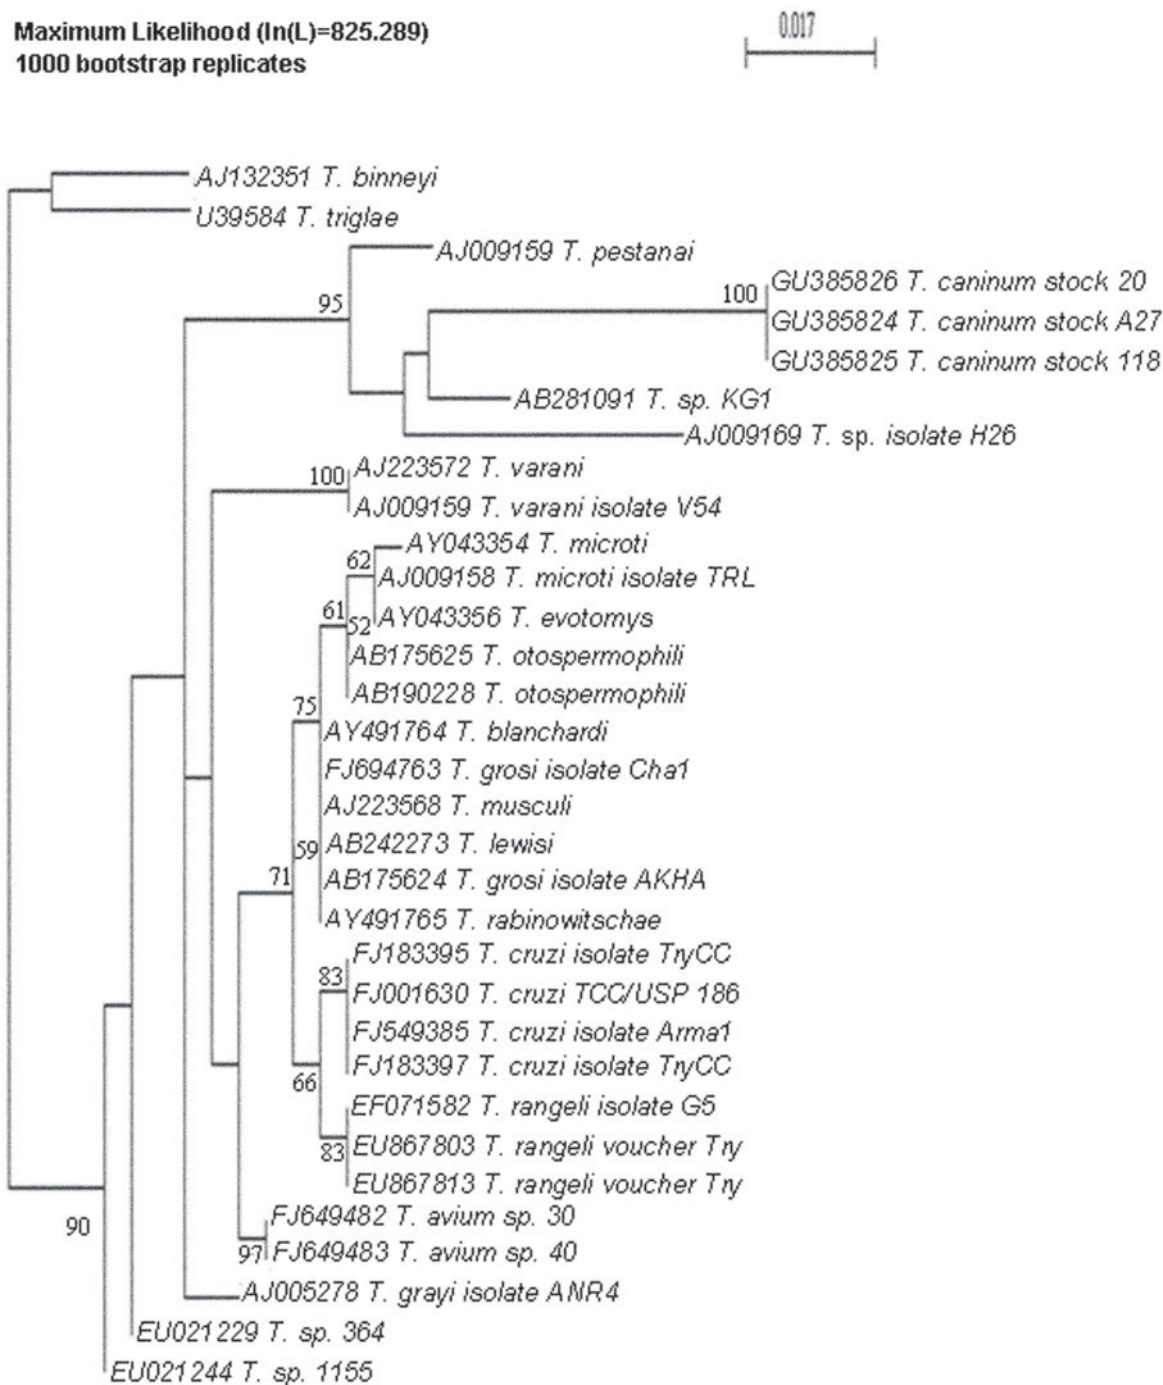 Maximum Likelihood (ln(L)=825.289)
1000 bootstrap replicates
0.017
AJ132351 T. binneyi
U39584 T. triglae
AJ009159 T. pestanai
95
100
GU385826 T. caninum stock 20
GU385824 T. caninum stock A27
GU385825 T. caninum stock 118
AB281091 T. sp. KG1
AJ009169 T. sp. isolate H26
100
AJ223572 T. varani
AJ009159 T. varani isolate V54
AY043354 T. microti
62
AJ009158 T. microti isolate TRL
61
52
AY043356 T. evotomys
AB175625 T. otospermophili
AB190228 T. otospermophili
75
AY491764 T. blanchardi
FJ694763 T. grosi isolate Cha1
AJ223568 T. musculi
59
AB242273 T. lewisi
71
AB175624 T. grosi isolate AKHA
AY491765 T. rabinowitschae
FJ183395 T. cruzi isolate TryCC
83
FJ001630 T. cruzi TCC/USP 186
FJ549385 T. cruzi isolate Arma1
FJ183397 T. cruzi isolate TryCC
66
EF071582 T. rangeli isolate G5
83
EU867803 T. rangeli voucher Try
EU867813 T. rangeli voucher Try
90
FJ649482 T. avium sp. 30
97
FJ649483 T. avium sp. 40
AJ005278 T. grayi isolate ANR4
EU021229 T. sp. 364
EU021244 T. sp. 1155